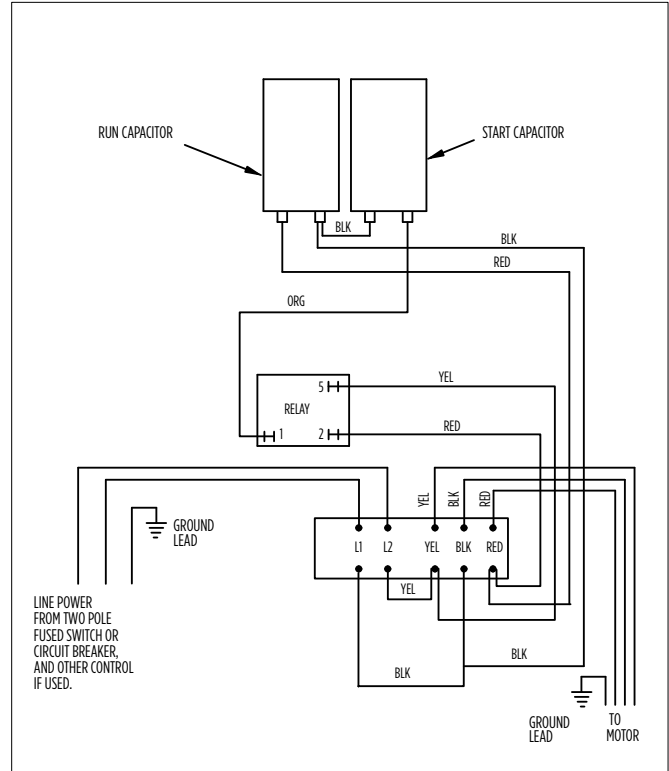 RUN CAPACITOR
START CAPACITOR
BLK
BLK
RED
ORG
5
YEL
RELAY
1
2
RED
YEL
BLK
RED
GROUND
LEAD
L1
L2
YEL
BLK
RED
YEL
LINE POWER
FROM TWO POLE
FUSED SWITCH OR
CIRCUIT BREAKER,
AND OTHER CONTROL
IF USED.
BLK
BLK
GROUND
LEAD
TO
MOTOR